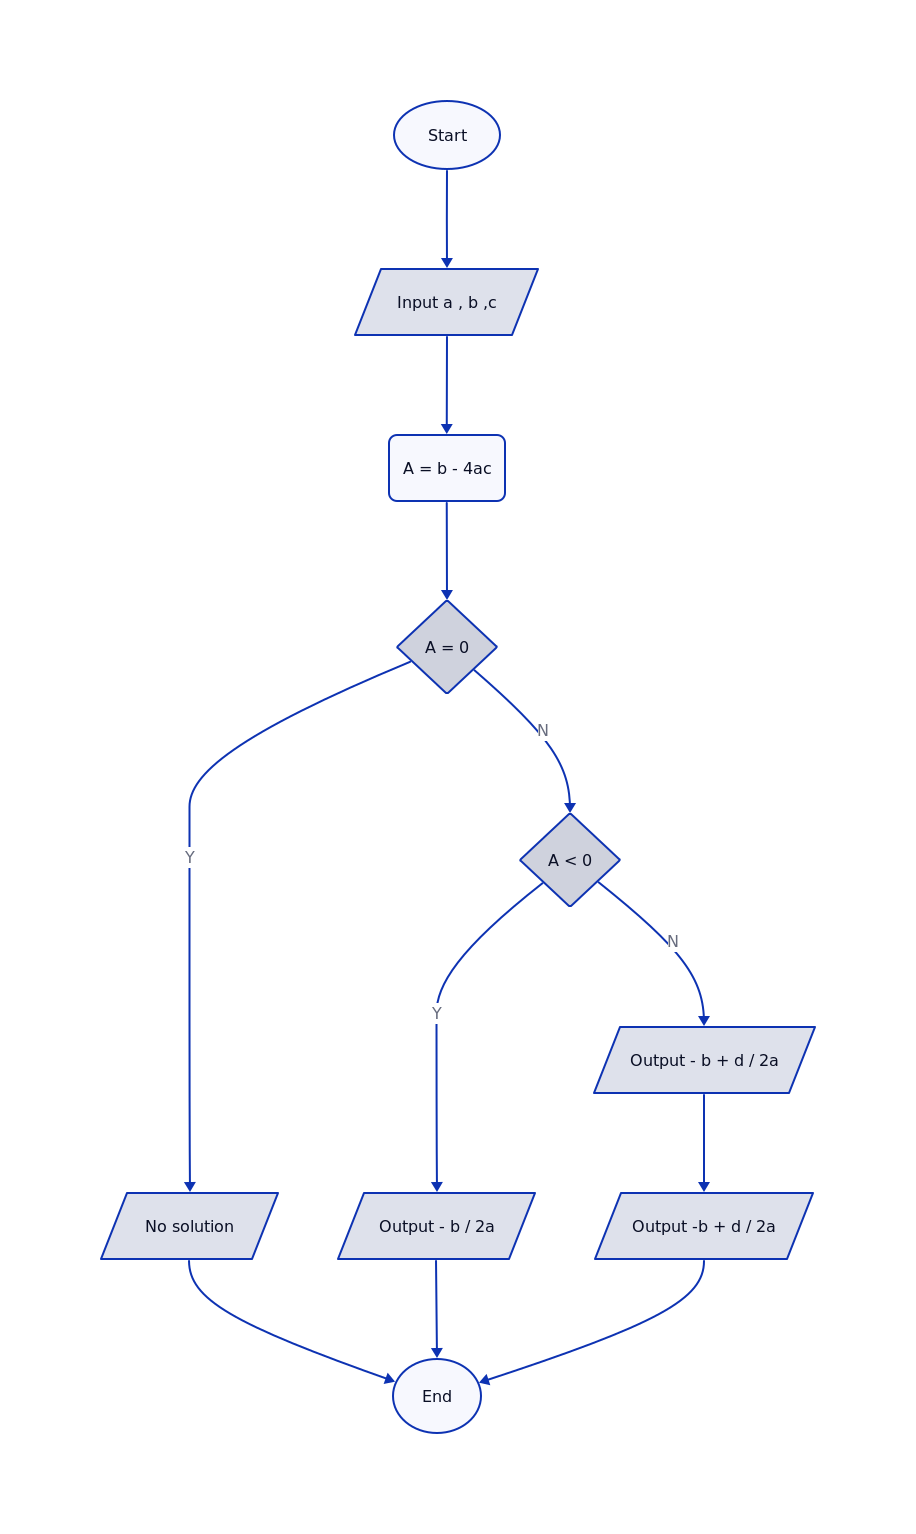 Start
Input a , b ,c
A = b - 4ac
A = 0
N
Y
A < 0
N
Y
Output - b + d / 2a
No solution
Output - b / 2a
Output -b + d / 2a
End